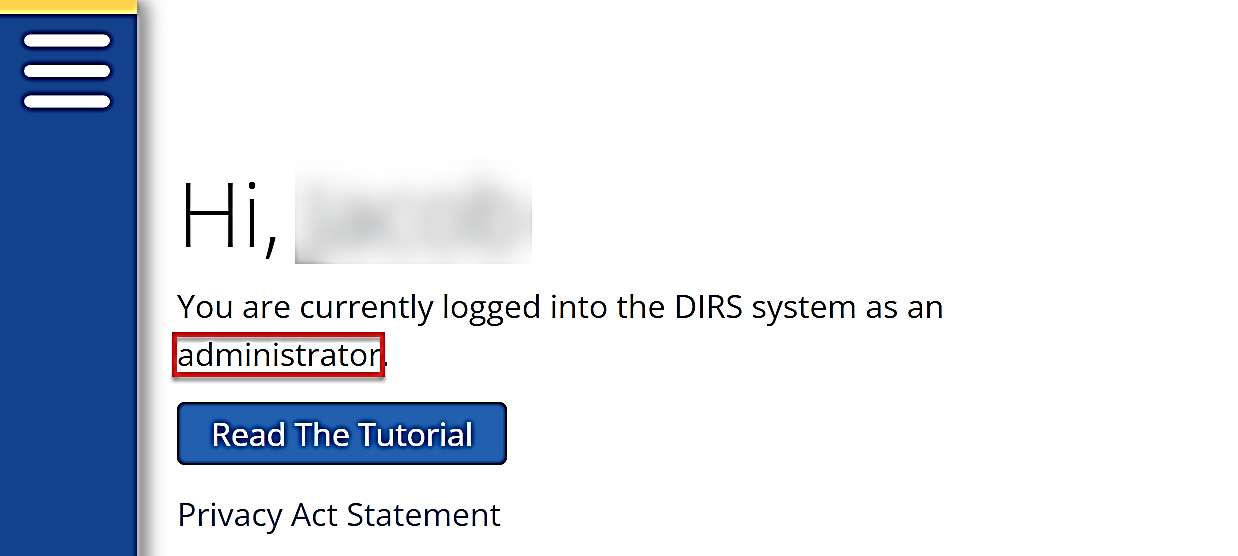 Hi,
You are currently logged into the DIRS system as an
administrator.
Read The Tutorial
Privacy Act Statement